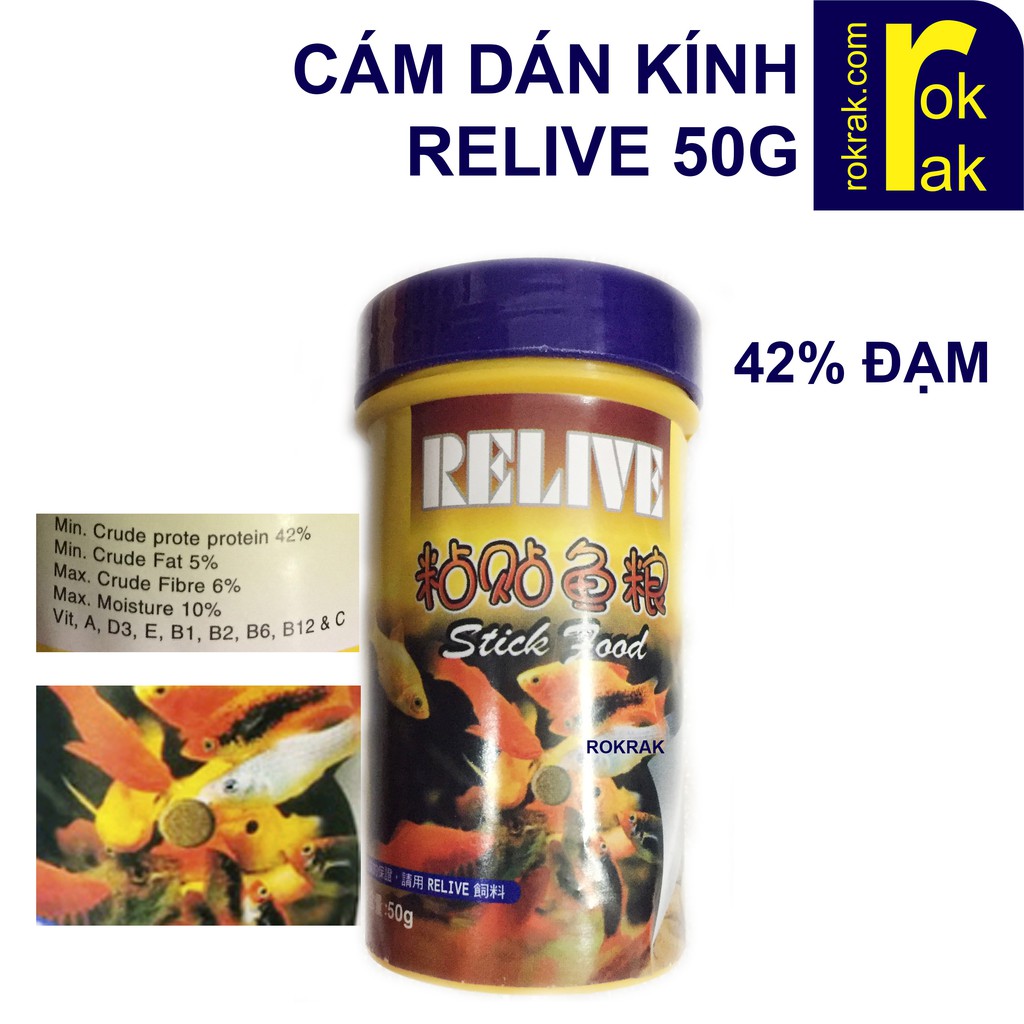 CÁM DÁN KÍNH
RELIVE 50G
rokrak.com
rok
rak
42% ĐẠM
RELIVE
粘贴鱼粮
Stick Food
ROKRAK
請用 RELIVE 飼料
:50g
Min. Crude prote protein 42%
Min. Crude Fat 5%
Max. Crude Fibre 6%
Max. Moisture 10%
Vit, A, D3, E, B1, B2, B6, B12 & C